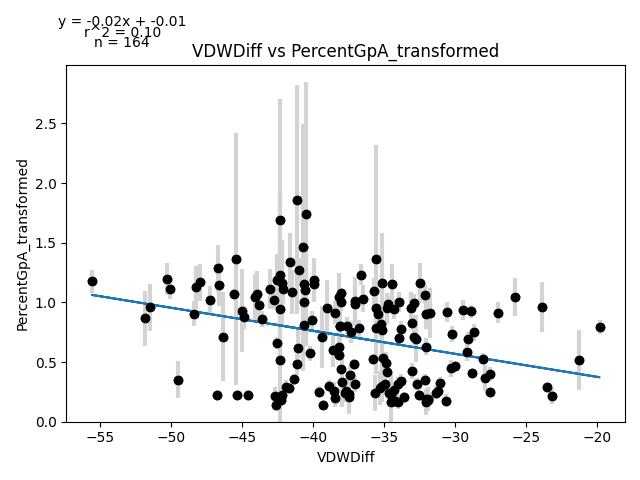 y = -0.02x + -0.01
r^2 = 0.10
n = 164
VDWDiff vs PercentGpA_transformed
PercentGpA_transformed
2.5
2.0
1.5
1.0
0.5
0.0
−55
−50
−45
−40
−35
−30
−25
−20
VDWDiff